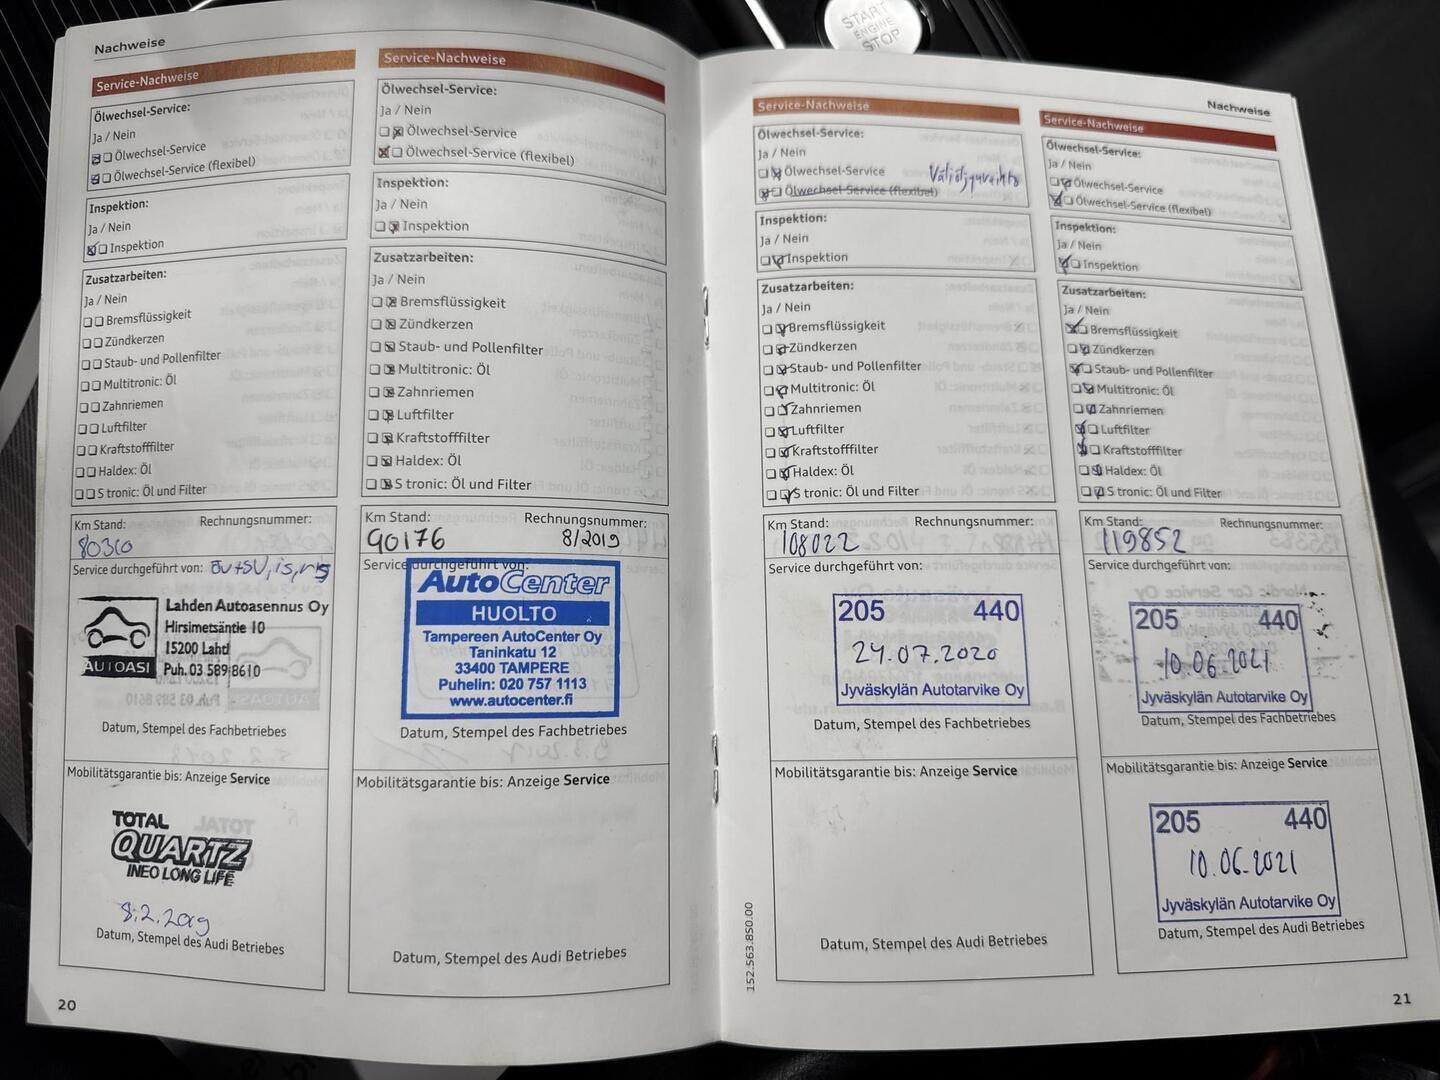 START
ENGINE
STOP
Nachweise
Service-Nachweise
Ölwechsel-Service:
Ja / Nein
Ölwechsel-Service
Ölwechsel-Service (flexibel)
Inspektion:
Ja / Nein
Inspektion
Zusatzarbeiten:
Ja / Nein
Bremsflüssigkeit
Zündkerzen
Staub- und Pollenfilter
Multitronic: Öl
Zahnriemen
Luftfilter
Kraftstofffilter
Haldex: Öl
S tronic: Öl und Filter
Km Stand: Rechnungsnummer:
80310
Service durchgeführt von:
Lahden Autoasennus Oy
Hirsimetsäntie 10
15200 Lahti
Puh. 03 589 8610
AUTOASI
Datum, Stempel des Fachbetriebes
Mobilitätsgarantie bis: Anzeige Service
TOTAL
QUARTZ
INEO LONG LIFE
8.2.2019
Datum, Stempel des Audi Betriebes
20
Service-Nachweise
Ölwechsel-Service:
Ja / Nein
Ölwechsel-Service
Ölwechsel-Service (flexibel)
Inspektion:
Ja / Nein
Inspektion
Zusatzarbeiten:
Ja / Nein
Bremsflüssigkeit
Zündkerzen
Staub- und Pollenfilter
Multitronic: Öl
Zahnriemen
Luftfilter
Kraftstofffilter
Haldex: Öl
S tronic: Öl und Filter
Km Stand: Rechnungsnummer:
90176 8/2019
Service durchgeführt von:
AutoCenter
HUOLTO
Tampereen AutoCenter Oy
Taninkatu 12
33400 TAMPERE
Puhelin: 020 757 1113
www.autocenter.fi
Datum, Stempel des Fachbetriebes
Mobilitätsgarantie bis: Anzeige Service
Datum, Stempel des Audi Betriebes
Nachweise
Service-Nachweise
Ölwechsel-Service:
Ja / Nein
Ölwechsel-Service Väliöljynvaihto
Ölwechsel-Service (flexibel)
Inspektion:
Ja / Nein
Inspektion
Zusatzarbeiten:
Ja / Nein
Bremsflüssigkeit
Zündkerzen
Staub- und Pollenfilter
Multitronic: Öl
Zahnriemen
Luftfilter
Kraftstofffilter
Haldex: Öl
S tronic: Öl und Filter
Km Stand: Rechnungsnummer:
108022
Service durchgeführt von:
205 440
24.07.2020
Jyväskylän Autotarvike Oy
Datum, Stempel des Fachbetriebes
Mobilitätsgarantie bis: Anzeige Service
Datum, Stempel des Audi Betriebes
152.563.850.00
Service-Nachweise
Ölwechsel-Service:
Ja / Nein
Ölwechsel-Service
Ölwechsel-Service (flexibel)
Inspektion:
Ja / Nein
Inspektion
Zusatzarbeiten:
Ja / Nein
Bremsflüssigkeit
Zündkerzen
Staub- und Pollenfilter
Multitronic: Öl
Zahnriemen
Luftfilter
Kraftstofffilter
Haldex: Öl
S tronic: Öl und Filter
Km Stand: Rechnungsnummer:
119852
Service durchgeführt von:
205 440
10.06.2021
Jyväskylän Autotarvike Oy
Datum, Stempel des Fachbetriebes
Mobilitätsgarantie bis: Anzeige Service
205 440
10.06.2021
Jyväskylän Autotarvike Oy
Datum, Stempel des Audi Betriebes
21